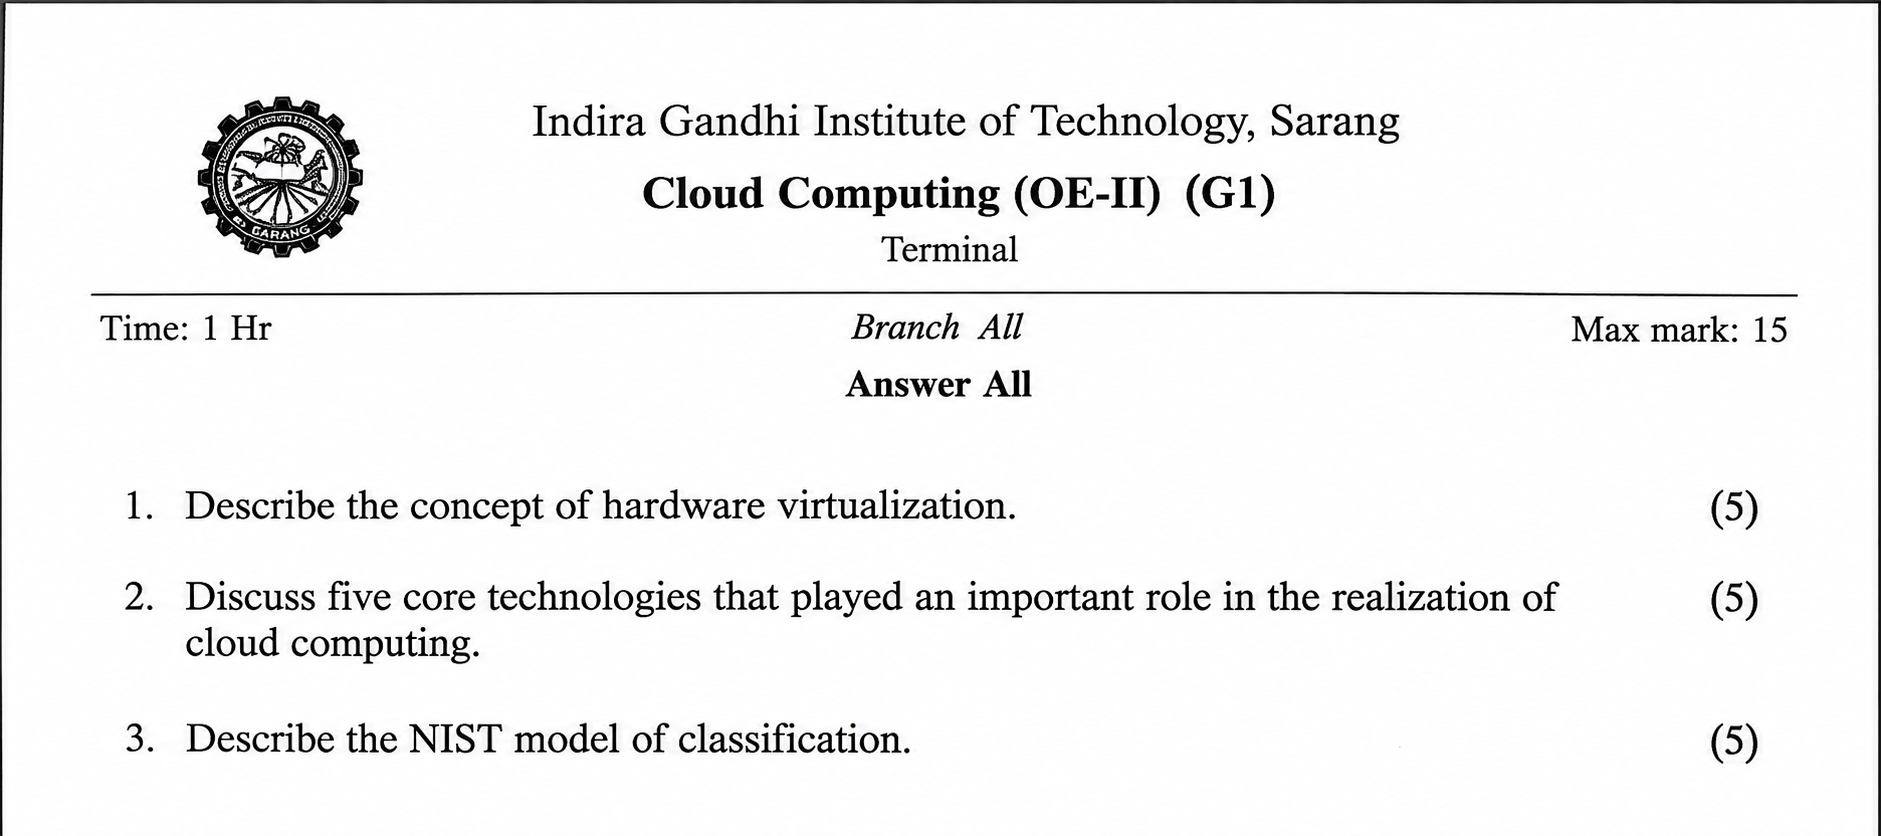 Indira Gandhi Institute of Technology, Sarang
Cloud Computing (OE-II) (G1)
Terminal
Time: 1 Hr
Branch All
Max mark: 15
Answer All
1. Describe the concept of hardware virtualization. (5)
2. Discuss five core technologies that played an important role in the realization of (5)
cloud computing.
3. Describe the NIST model of classification. (5)